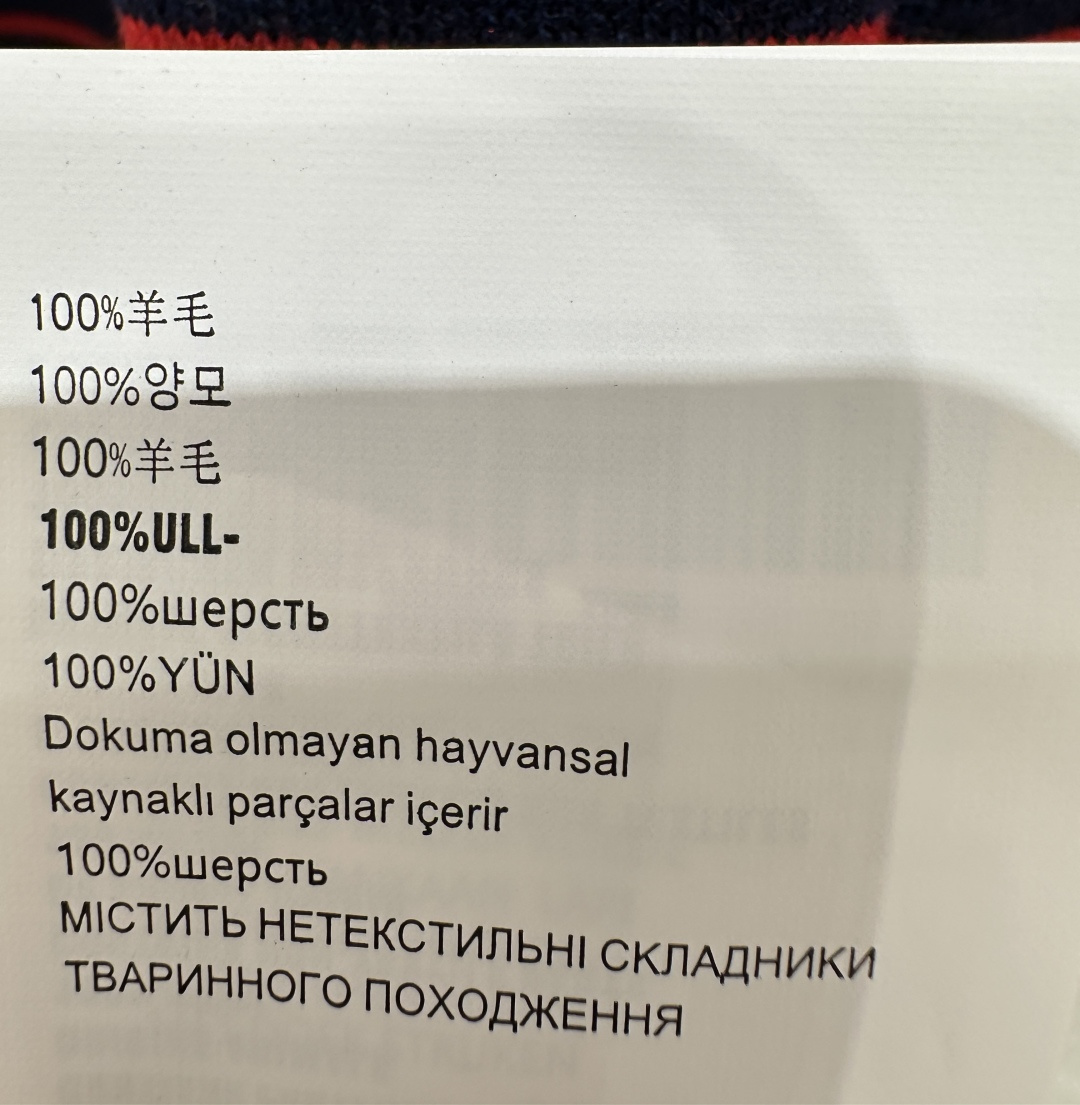 100%羊毛
100%양모
100%羊毛
100%ULL-
100%шерсть
100%YÜN
Dokuma olmayan hayvansal
kaynaklı parçalar içerir
100%шерсть
МІСТИТЬ НЕТЕКСТИЛЬНІ СКЛАДНИКИ
ТВАРИННОГО ПОХОДЖЕННЯ